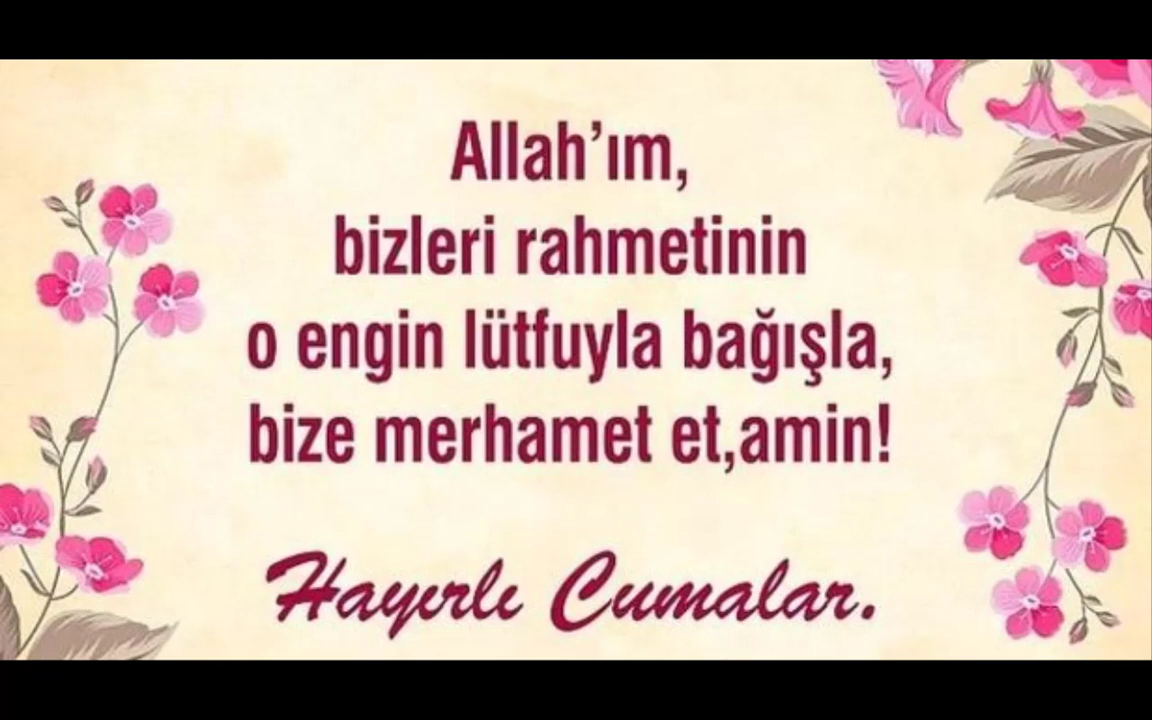 Allah’ım,
bizleri rahmetinin
o engin lütfuyla bağışla,
bize merhamet et,amin!
Hayırlı Cumalar.